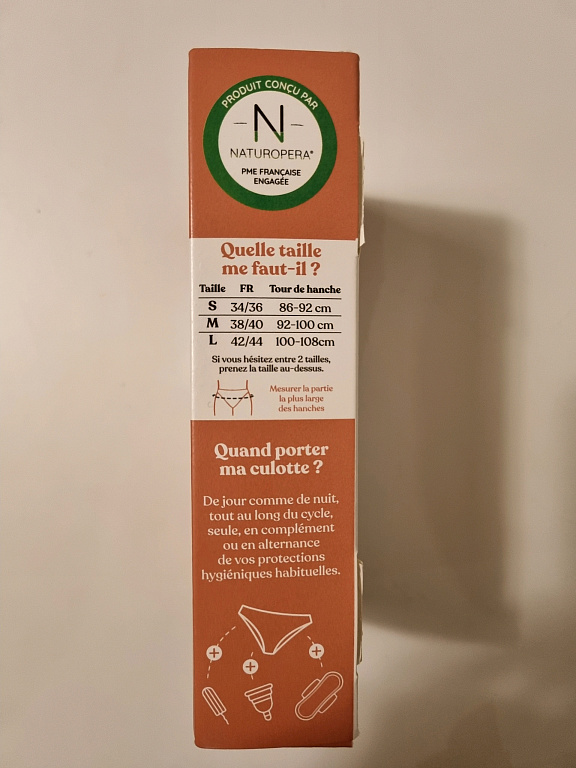 PRODUIT CONÇU PAR
N
NATUROPERA®
PME FRANÇAISE
ENGAGÉE
Quelle taille
me faut-il ?
Taille FR Tour de hanche
S 34/36 86-92 cm
M 38/40 92-100 cm
L 42/44 100-108cm
Si vous hésitez entre 2 tailles,
prenez la taille au-dessus.
Mesurer la partie
la plus large
des hanches
Quand porter
ma culotte ?
De jour comme de nuit,
tout au long du cycle,
seule, en complément
ou en alternance
de vos protections
hygiéniques habituelles.